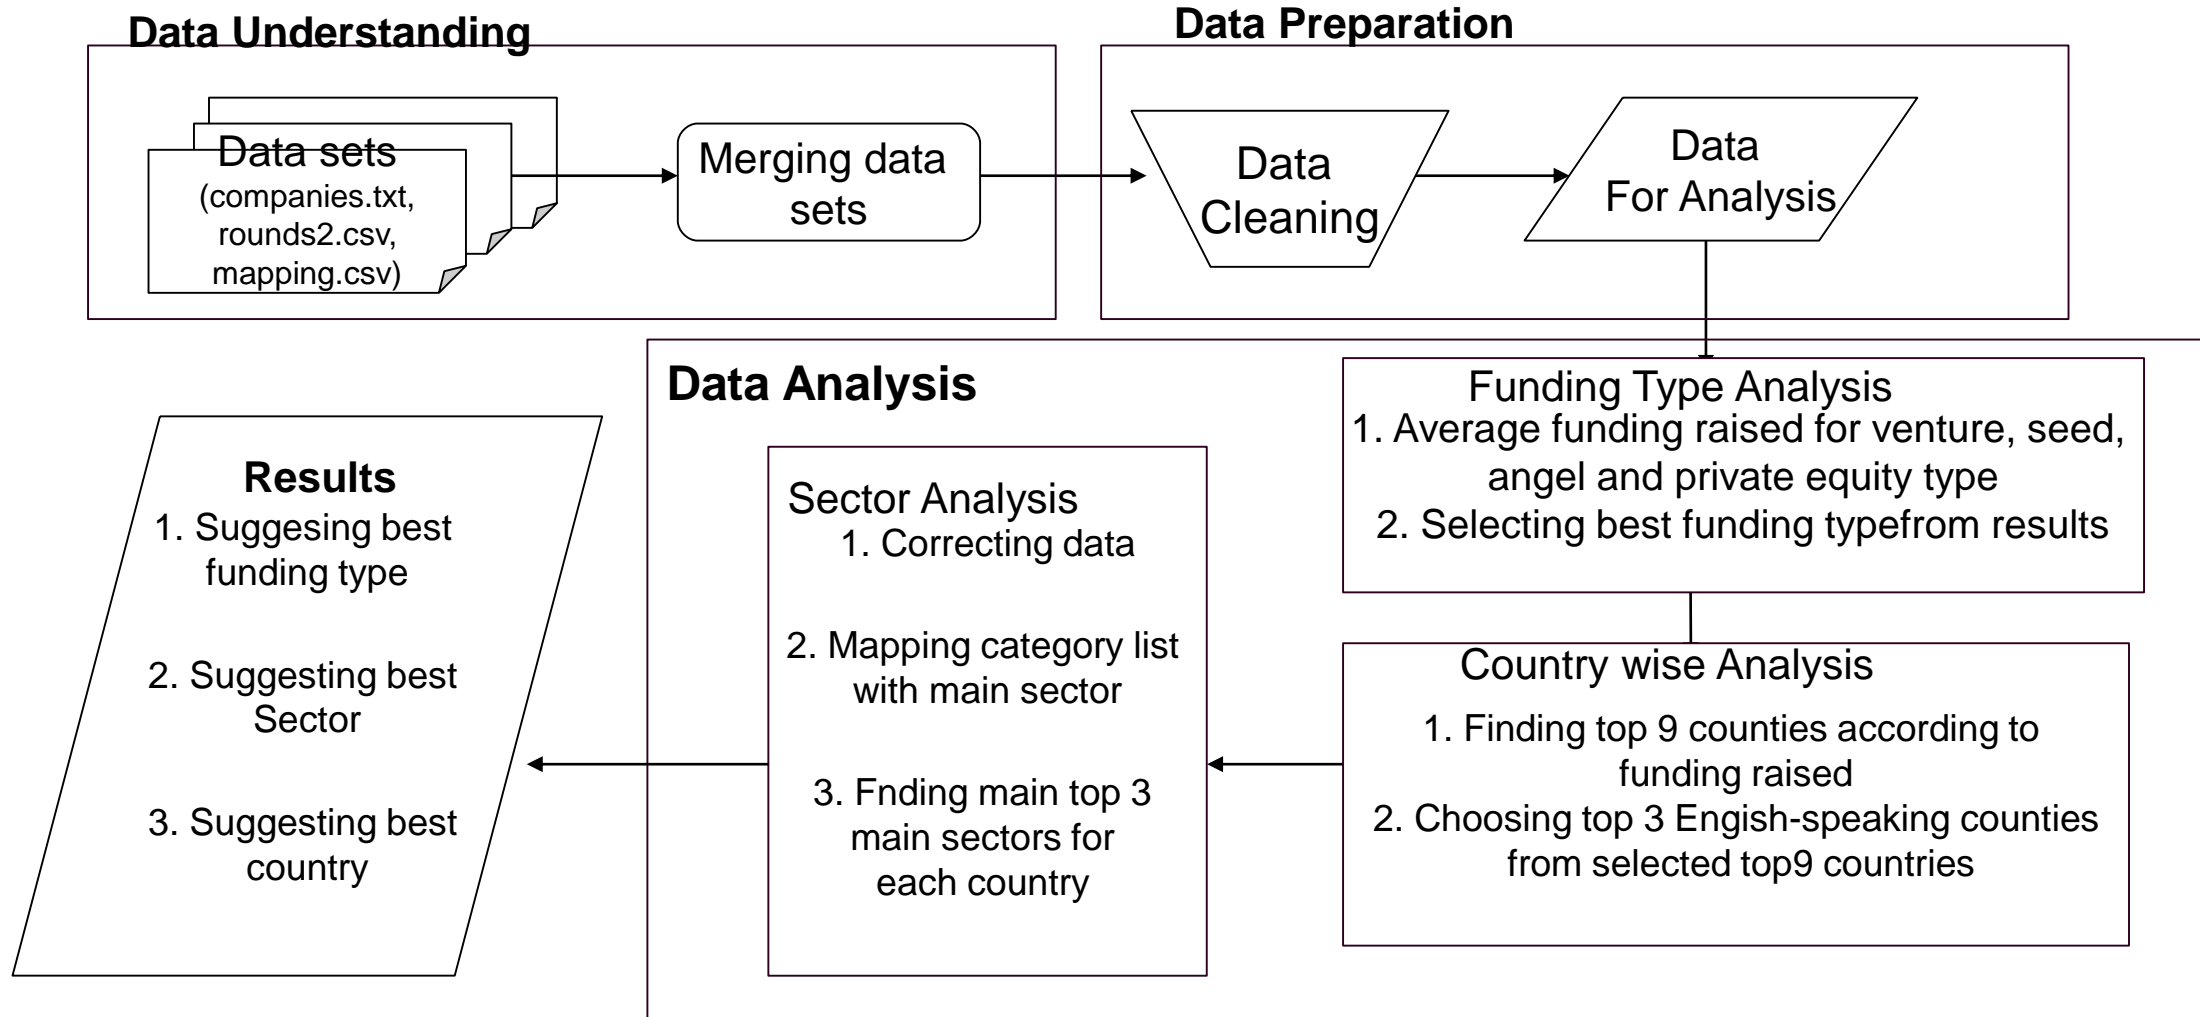 Data Understanding
Data sets
(companies.txt,
rounds2.csv,
mapping.csv)
Merging data
sets
Data Preparation
Data
Cleaning
Data
For Analysis
Data Analysis
Funding Type Analysis
1. Average funding raised for venture, seed,
angel and private equity type
2. Selecting best funding typefrom results
Country wise Analysis
1. Finding top 9 counties according to
funding raised
2. Choosing top 3 Engish-speaking counties
from selected top9 countries
Sector Analysis
1. Correcting data
2. Mapping category list
with main sector
3. Fnding main top 3
main sectors for
each country
Results
1. Suggesing best
funding type
2. Suggesting best
Sector
3. Suggesting best
country